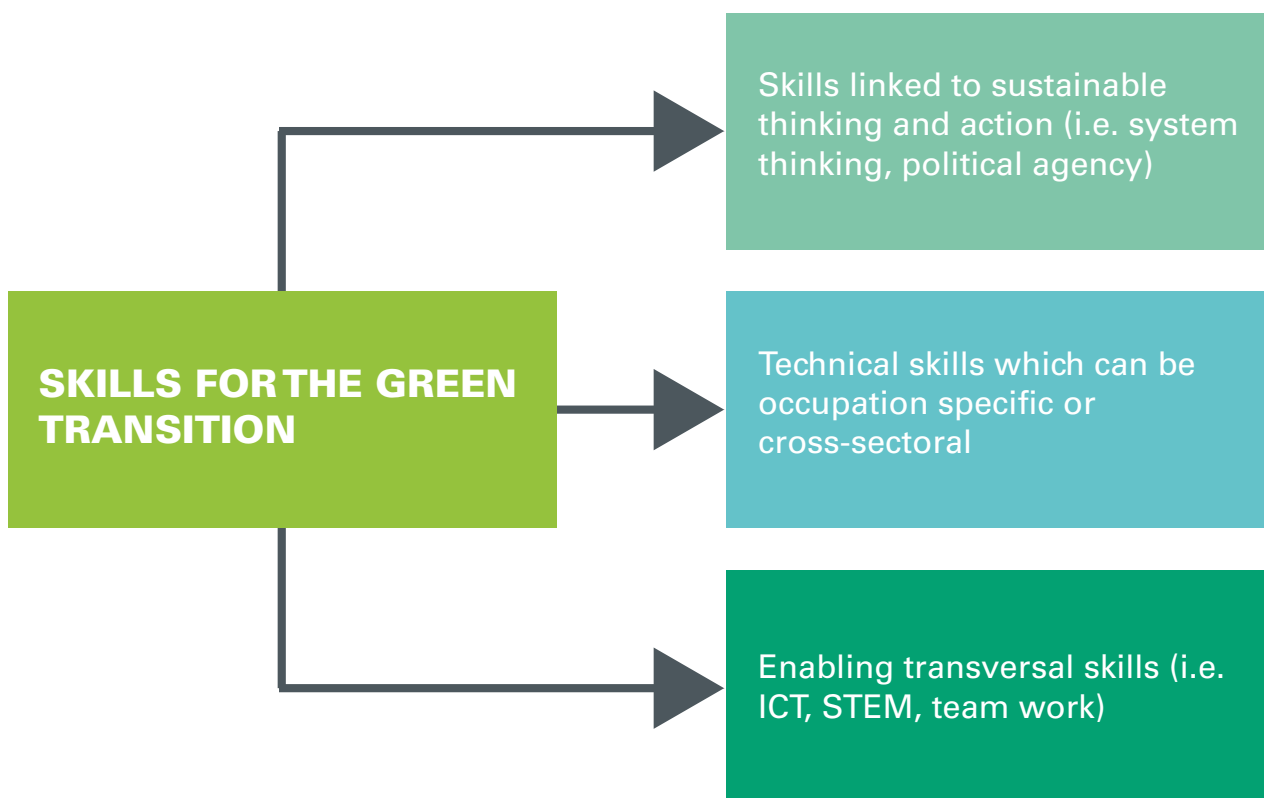 Skills linked to sustainable
thinking and action (i.e. system
thinking, political agency)
SKILLS FOR THE GREEN
TRANSITION
Technical skills which can be
occupation specific or
cross-sectoral
Enabling transversal skills (i.e.
ICT, STEM, team work)